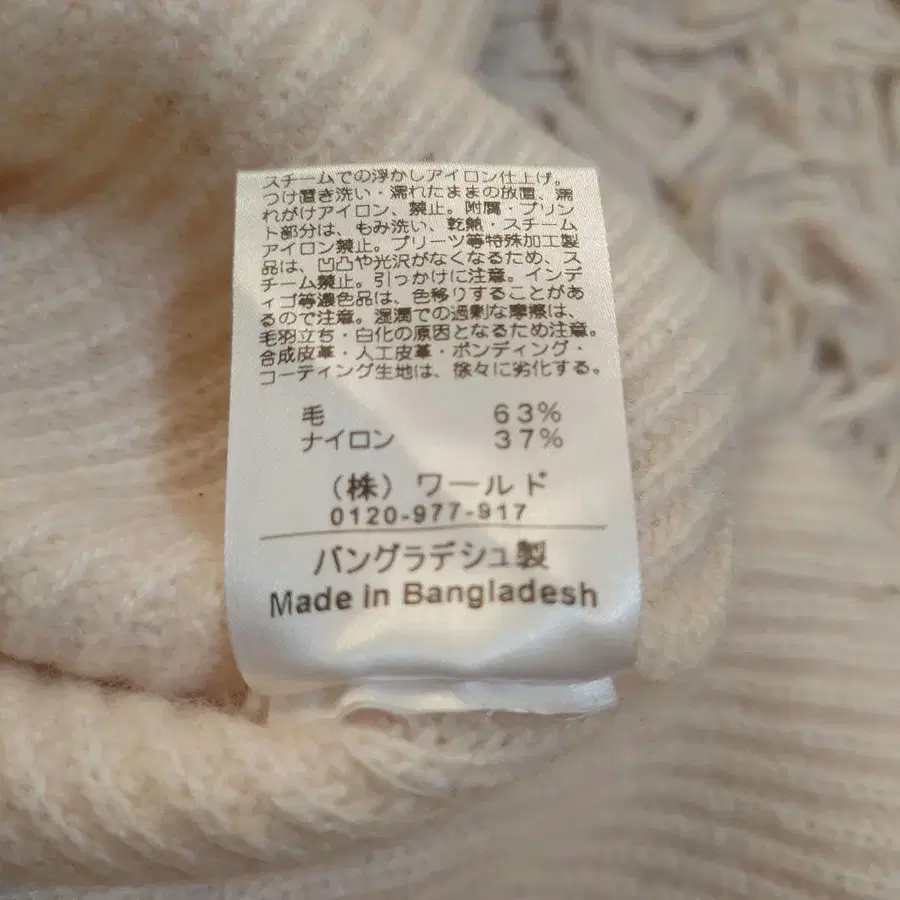 スチームでの浮かしアイロン仕上げ。
つけ置き洗い・濡れたままの放置、濡
れがけアイロン、禁止。附属・プリン
ト部分は、もみ洗い、乾熱・スチーム
アイロン禁止。プリーツ等特殊加工製
品は、凹凸や光沢がなくなるため、ス
チーム禁止。引っかけに注意。インデ
ィゴ等濃色品は、色移りすることがあ
るので注意。湿潤での過剰な摩擦は、
毛羽立ち・白化の原因となるため注意。
合成皮革・人工皮革・ボンディング・
コーティング生地は、徐々に劣化する。
毛 63%
ナイロン 37%
(株) ワールド
0120-977-917
バングラデシュ製
Made in Bangladesh